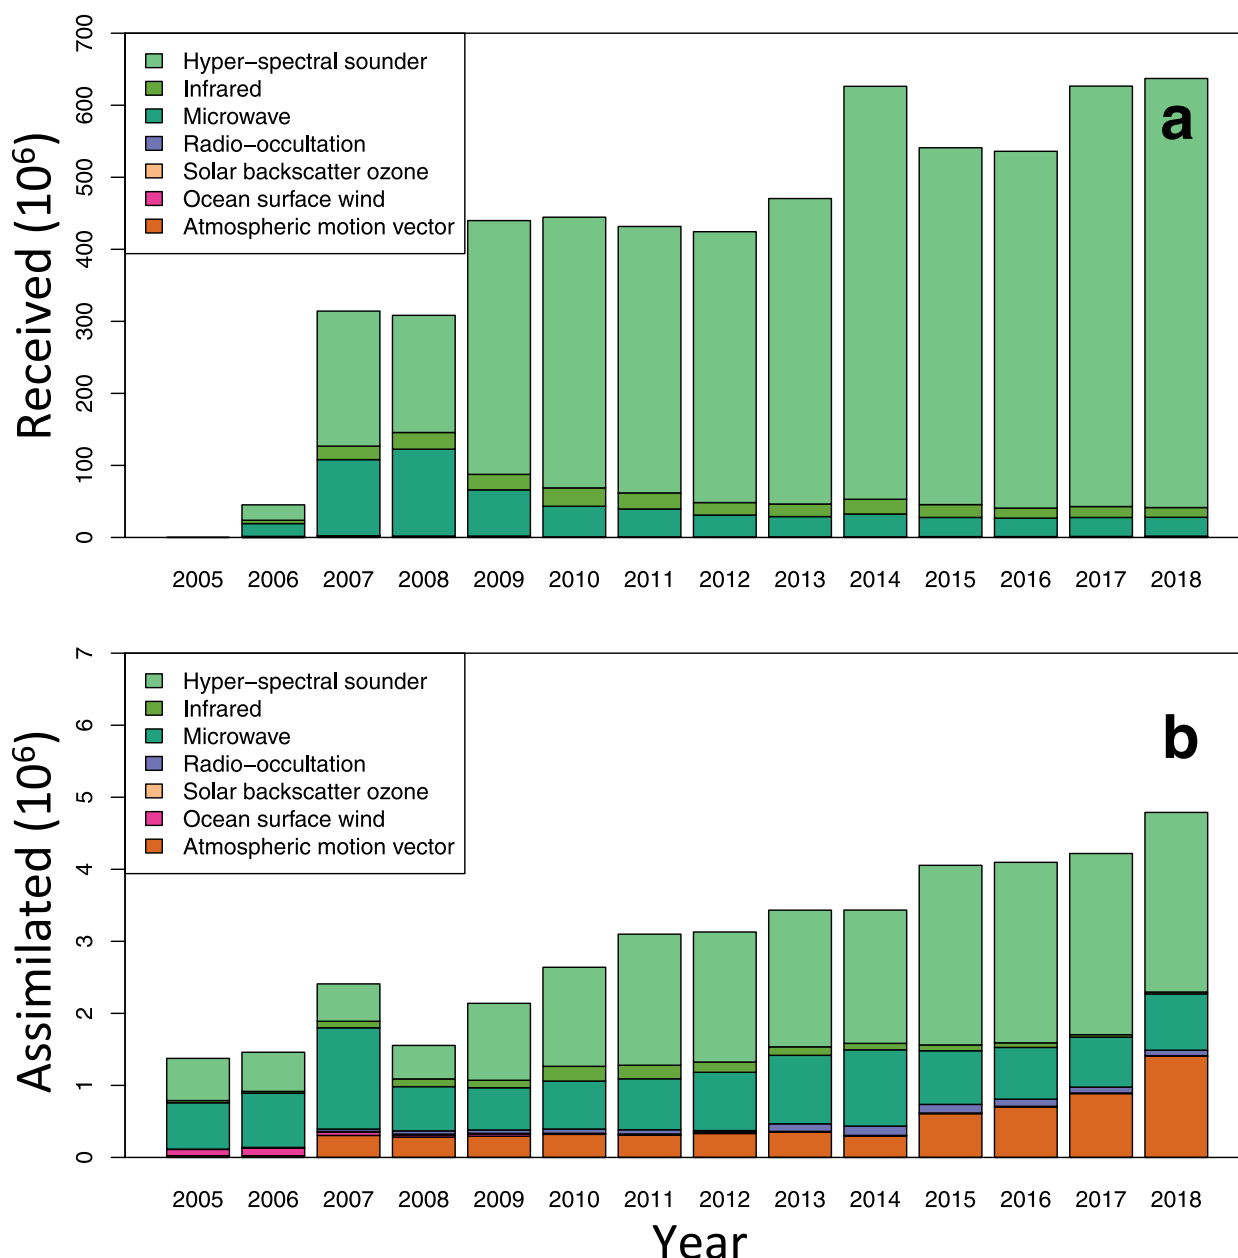 700
600
500
400
300
200
100
0
Received (10⁶)
Hyper−spectral sounder
Infrared
Microwave
Radio−occultation
Solar backscatter ozone
Ocean surface wind
Atmospheric motion vector
a
2005 2006 2007 2008 2009 2010 2011 2012 2013 2014 2015 2016 2017 2018
7
6
5
4
3
2
1
0
Assimilated (10⁶)
Hyper−spectral sounder
Infrared
Microwave
Radio−occultation
Solar backscatter ozone
Ocean surface wind
Atmospheric motion vector
b
2005 2006 2007 2008 2009 2010 2011 2012 2013 2014 2015 2016 2017 2018
Year